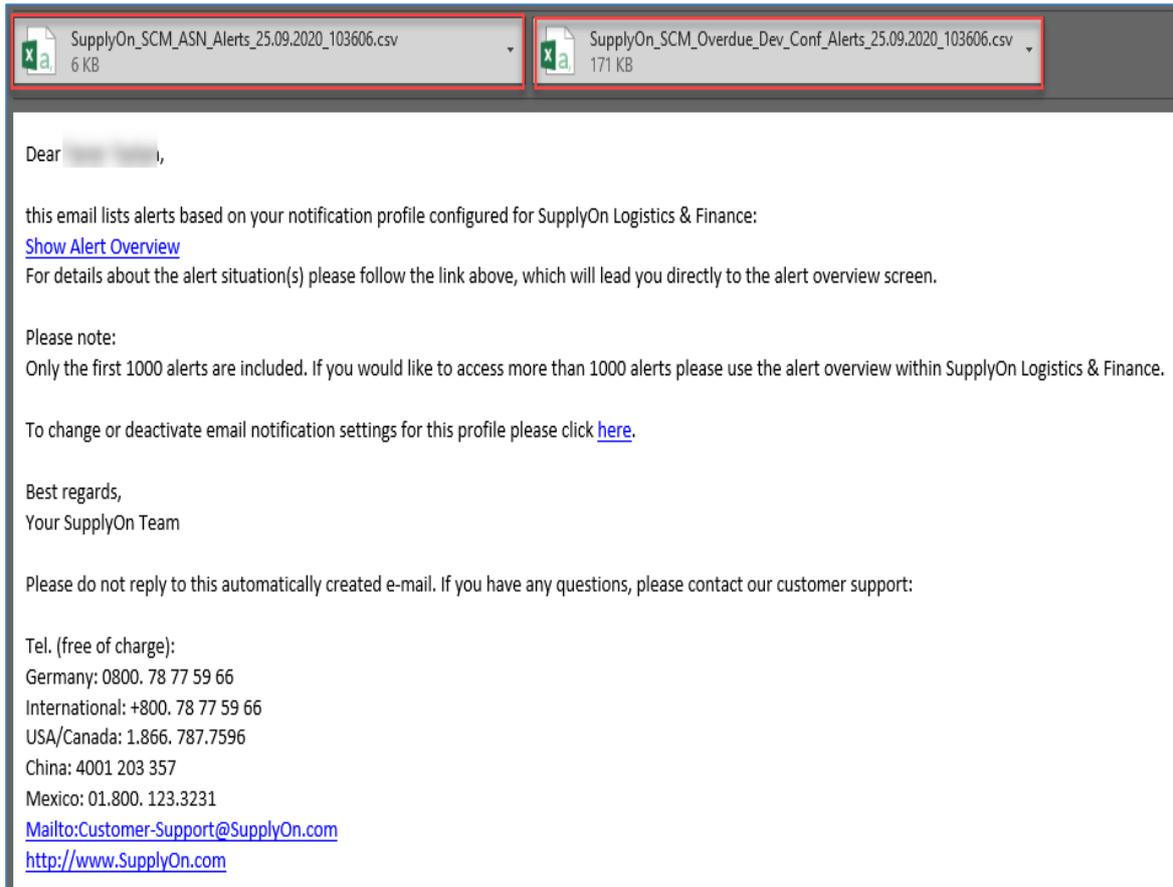 SupplyOn_SCM_ASN_Alerts_25.09.2020_103606.csv
6 KB
SupplyOn_SCM_Overdue_Dev_Conf_Alerts_25.09.2020_103606.csv
171 KB
Dear ,
this email lists alerts based on your notification profile configured for SupplyOn Logistics & Finance:
Show Alert Overview
For details about the alert situation(s) please follow the link above, which will lead you directly to the alert overview screen.
Please note:
Only the first 1000 alerts are included. If you would like to access more than 1000 alerts please use the alert overview within SupplyOn Logistics & Finance.
To change or deactivate email notification settings for this profile please click here.
Best regards,
Your SupplyOn Team
Please do not reply to this automatically created e-mail. If you have any questions, please contact our customer support:
Tel. (free of charge):
Germany: 0800. 78 77 59 66
International: +800. 78 77 59 66
USA/Canada: 1.866. 787.7596
China: 4001 203 357
Mexico: 01.800. 123.3231
Mailto:Customer-Support@SupplyOn.com
http://www.SupplyOn.com